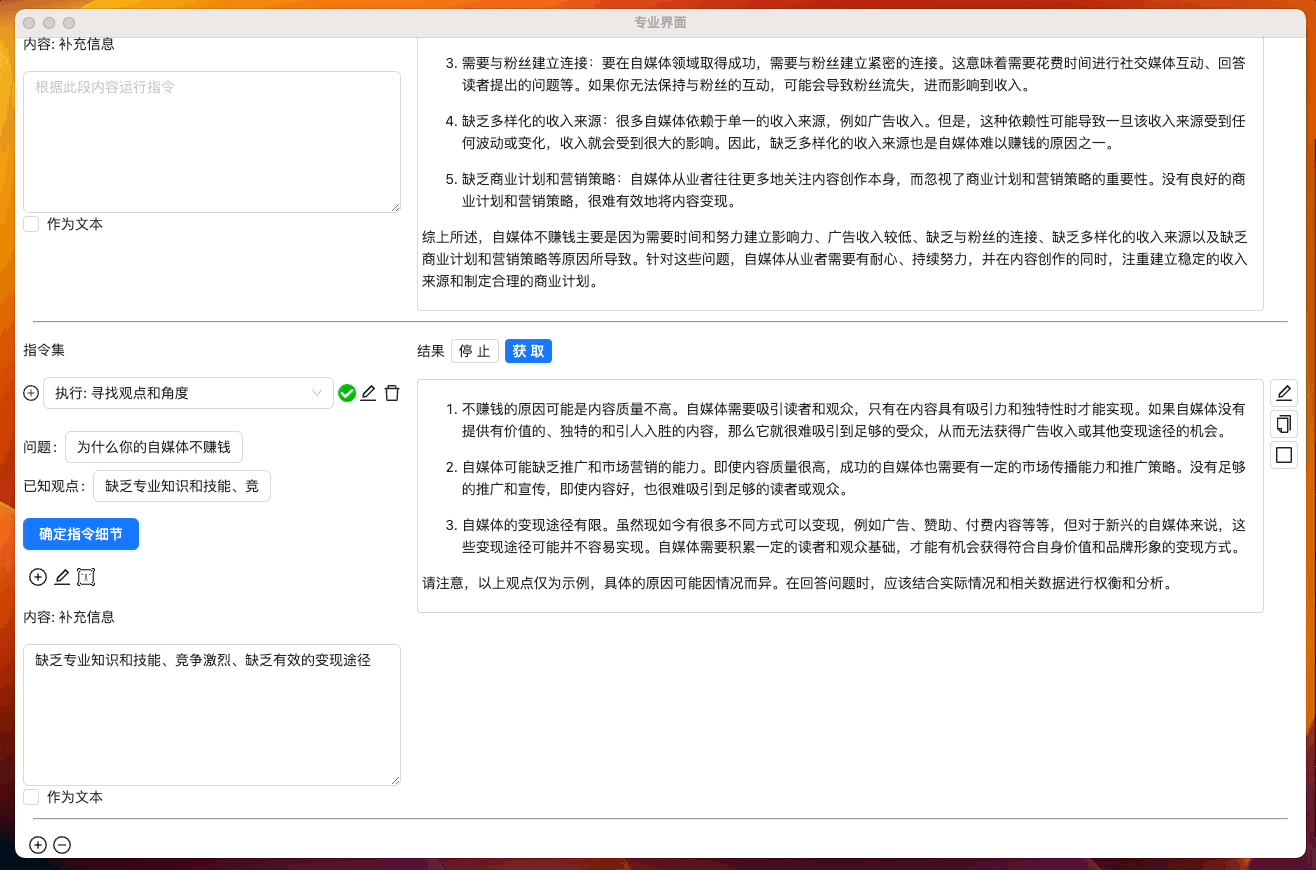 专业界面
内容: 补充信息
根据此段内容运行指令
作为文本
3. 需要与粉丝建立连接：要在自媒体领域取得成功，需要与粉丝建立紧密的连接。这意味着需要花费时间进行社交媒体互动、回答
读者提出的问题等。如果你无法保持与粉丝的互动，可能会导致粉丝流失，进而影响到收入。
4. 缺乏多样化的收入来源：很多自媒体依赖于单一的收入来源，例如广告收入。但是，这种依赖性可能导致一旦该收入来源受到任
何波动或变化，收入就会受到很大的影响。因此，缺乏多样化的收入来源也是自媒体难以赚钱的原因之一。
5. 缺乏商业计划和营销策略：自媒体从业者往往更多地关注内容创作本身，而忽视了商业计划和营销策略的重要性。没有良好的商
业计划和营销策略，很难有效地将内容变现。
综上所述，自媒体不赚钱主要是因为需要时间和努力建立影响力、广告收入较低、缺乏与粉丝的连接、缺乏多样化的收入来源以及缺乏
商业计划和营销策略等原因所导致。针对这些问题，自媒体从业者需要有耐心、持续努力，并在内容创作的同时，注重建立稳定的收入
来源和制定合理的商业计划。
指令集
执行: 寻找观点和角度
问题： 为什么你的自媒体不赚钱
已知观点： 缺乏专业知识和技能、竞
确定指令细节
内容: 补充信息
缺乏专业知识和技能、竞争激烈、缺乏有效的变现途径
作为文本
结果 停 止 获 取
1. 不赚钱的原因可能是内容质量不高。自媒体需要吸引读者和观众，只有在内容具有吸引力和独特性时才能实现。如果自媒体没有
提供有价值的、独特的和引人入胜的内容，那么它就很难吸引到足够的受众，从而无法获得广告收入或其他变现途径的机会。
2. 自媒体可能缺乏推广和市场营销的能力。即使内容质量很高，成功的自媒体也需要有一定的市场传播能力和推广策略。没有足够
的推广和宣传，即使内容好，也很难吸引到足够的读者或观众。
3. 自媒体的变现途径有限。虽然现如今有很多不同方式可以变现，例如广告、赞助、付费内容等等，但对于新兴的自媒体来说，这
些变现途径可能并不容易实现。自媒体需要积累一定的读者和观众基础，才能有机会获得符合自身价值和品牌形象的变现方式。
请注意，以上观点仅为示例，具体的原因可能因情况而异。在回答问题时，应该结合实际情况和相关数据进行权衡和分析。